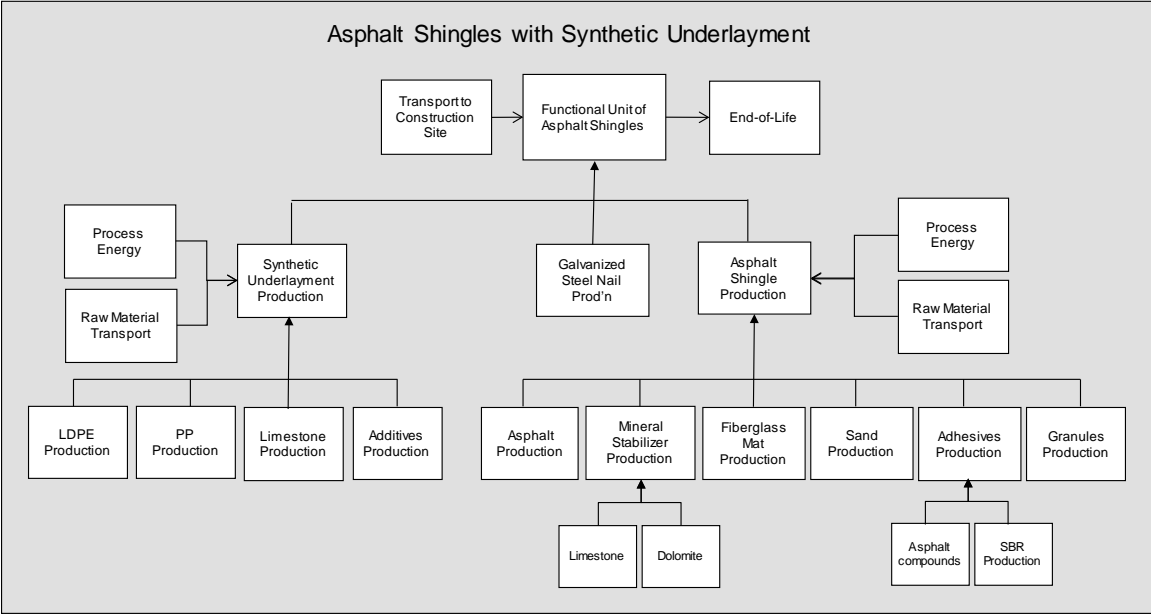 Asphalt Shingles with Synthetic Underlayment
Transport to
Construction
Site
Functional Unit of
Asphalt Shingles
End-of-Life
Process
Energy
Raw Material
Transport
Synthetic
Underlayment
Production
Galvanized
Steel Nail
Prod'n
Asphalt
Shingle
Production
Process
Energy
Raw Material
Transport
LDPE
Production
PP
Production
Limestone
Production
Additives
Production
Asphalt
Production
Mineral
Stabilizer
Production
Fiberglass
Mat
Production
Sand
Production
Adhesives
Production
Granules
Production
Limestone
Dolomite
Asphalt
compounds
SBR
Production